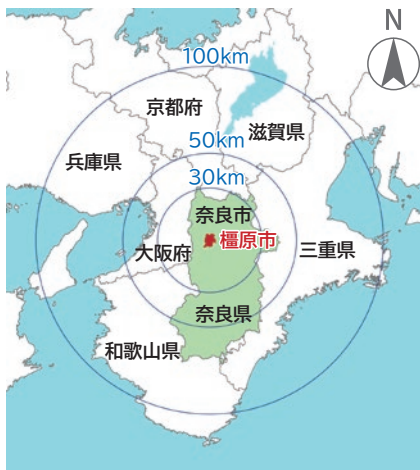 N
100km
京都府
滋賀県
50km
兵庫県
30km
奈良市
橿原市
大阪府
三重県
奈良県
和歌山県